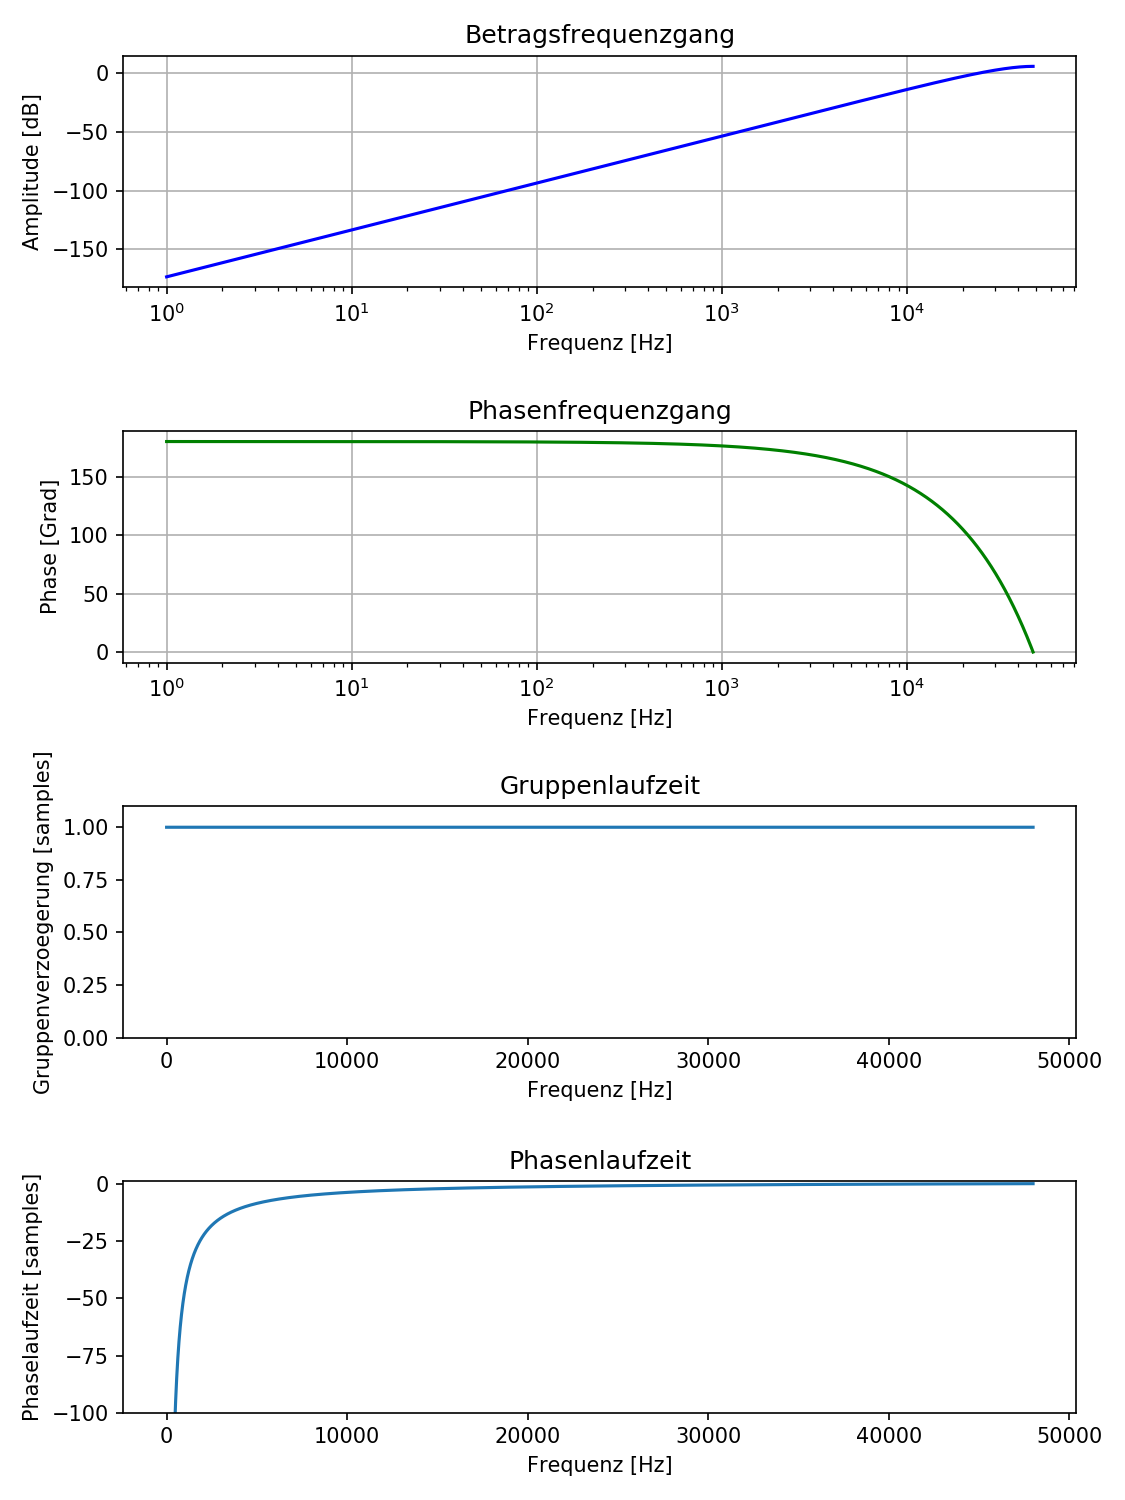 Betragsfrequenzgang
Amplitude [dB]
0
−50
−100
−150
10⁰ 10¹ 10² 10³ 10⁴
Frequenz [Hz]
Phasenfrequenzgang
Phase [Grad]
150
100
50
0
10⁰ 10¹ 10² 10³ 10⁴
Frequenz [Hz]
Gruppenlaufzeit
Gruppenverzoegerung [samples]
1.00
0.75
0.50
0.25
0.00
0 10000 20000 30000 40000 50000
Frequenz [Hz]
Phasenlaufzeit
Phaselaufzeit [samples]
0
−25
−50
−75
−100
0 10000 20000 30000 40000 50000
Frequenz [Hz]